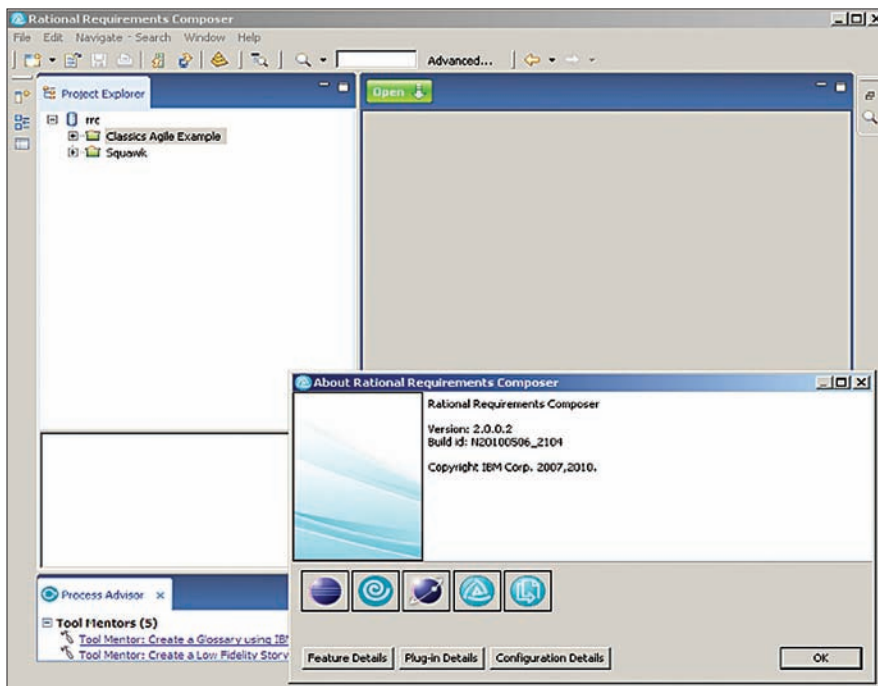 Rational Requirements Composer
File Edit Navigate Search Window Help
Advanced...
Project Explorer
Open
rrc
Classics Agile Example
Squawk
About Rational Requirements Composer
Rational Requirements Composer
Version: 2.0.0.2
Build id: N20100506_2104
Copyright IBM Corp. 2007,2010.
Process Advisor
Tool Mentors (5)
Tool Mentor: Create a Glossary using
Tool Mentor: Create a Low Fidelity
Feature Details Plug-in Details Configuration Details OK